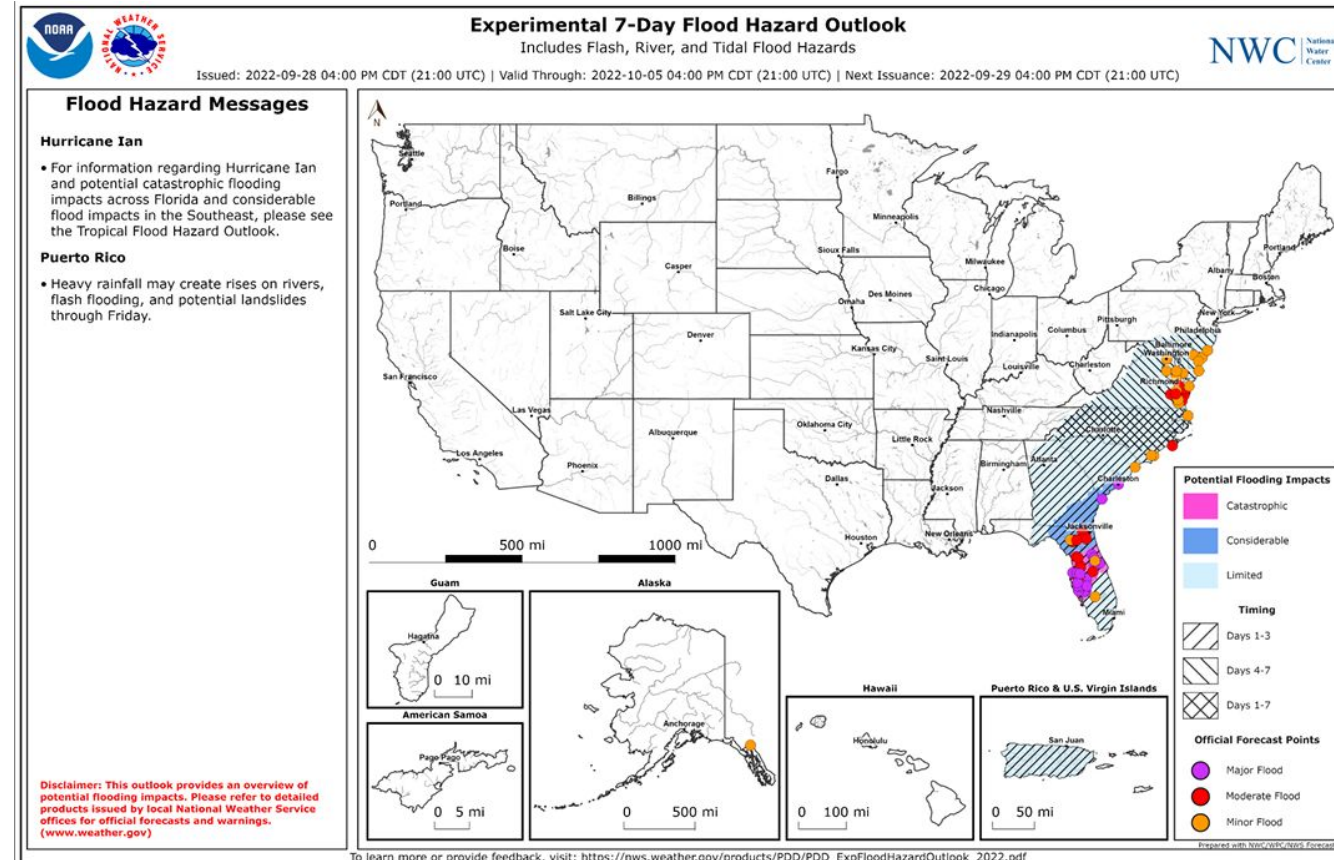 NOAA
NATIONAL WEATHER SERVICE
Experimental 7-Day Flood Hazard Outlook
Includes Flash, River, and Tidal Flood Hazards
Issued: 2022-09-28 04:00 PM CDT (21:00 UTC) | Valid Through: 2022-10-05 04:00 PM CDT (21:00 UTC) | Next Issuance: 2022-09-29 04:00 PM CDT (21:00 UTC)
NWC
National
Water
Center
Flood Hazard Messages
Hurricane Ian
• For information regarding Hurricane Ian
and potential catastrophic flooding
impacts across Florida and considerable
flood impacts in the Southeast, please see
the Tropical Flood Hazard Outlook.
Puerto Rico
• Heavy rainfall may create rises on rivers,
flash flooding, and potential landslides
through Friday.
Disclaimer: This outlook provides an overview of
potential flooding impacts. Please refer to detailed
products issued by local National Weather Service
offices for official forecasts and warnings.
(www.weather.gov)
N
Seattle
Portland
Billings
Boise
Casper
Salt Lake City
Denver
San Francisco
Las Vegas
Los Angeles
Phoenix
Albuquerque
Fargo
Minneapolis
Sioux Falls
Milwaukee
Chicago
Des Moines
Omaha
Kansas City
Saint Louis
Indianapolis
Columbus
Pittsburgh
Louisville
Charleston
Nashville
Oklahoma City
Little Rock
Dallas
Birmingham
Atlanta
Jackson
Houston
New Orleans
Albany
Portland
Boston
New York
Philadelphia
Baltimore
Washington
Richmond
Charlotte
Charleston
Jacksonville
Miami
0 500 mi 1000 mi
Guam
Hagatna
0 10 mi
American Samoa
Pago Pago
0 5 mi
Alaska
Anchorage
0 500 mi
Hawaii
Honolulu
0 100 mi
Puerto Rico & U.S. Virgin Islands
San Juan
0 50 mi
Potential Flooding Impacts
Catastrophic
Considerable
Limited
Timing
Days 1-3
Days 4-7
Days 1-7
Official Forecast Points
Major Flood
Moderate Flood
Minor Flood
Prepared with NWC/WPC/NWS Forecast
To learn more or provide feedback, visit: https://nws.weather.gov/products/PDD/PDD_ExpFloodHazardOutlook_2022.pdf